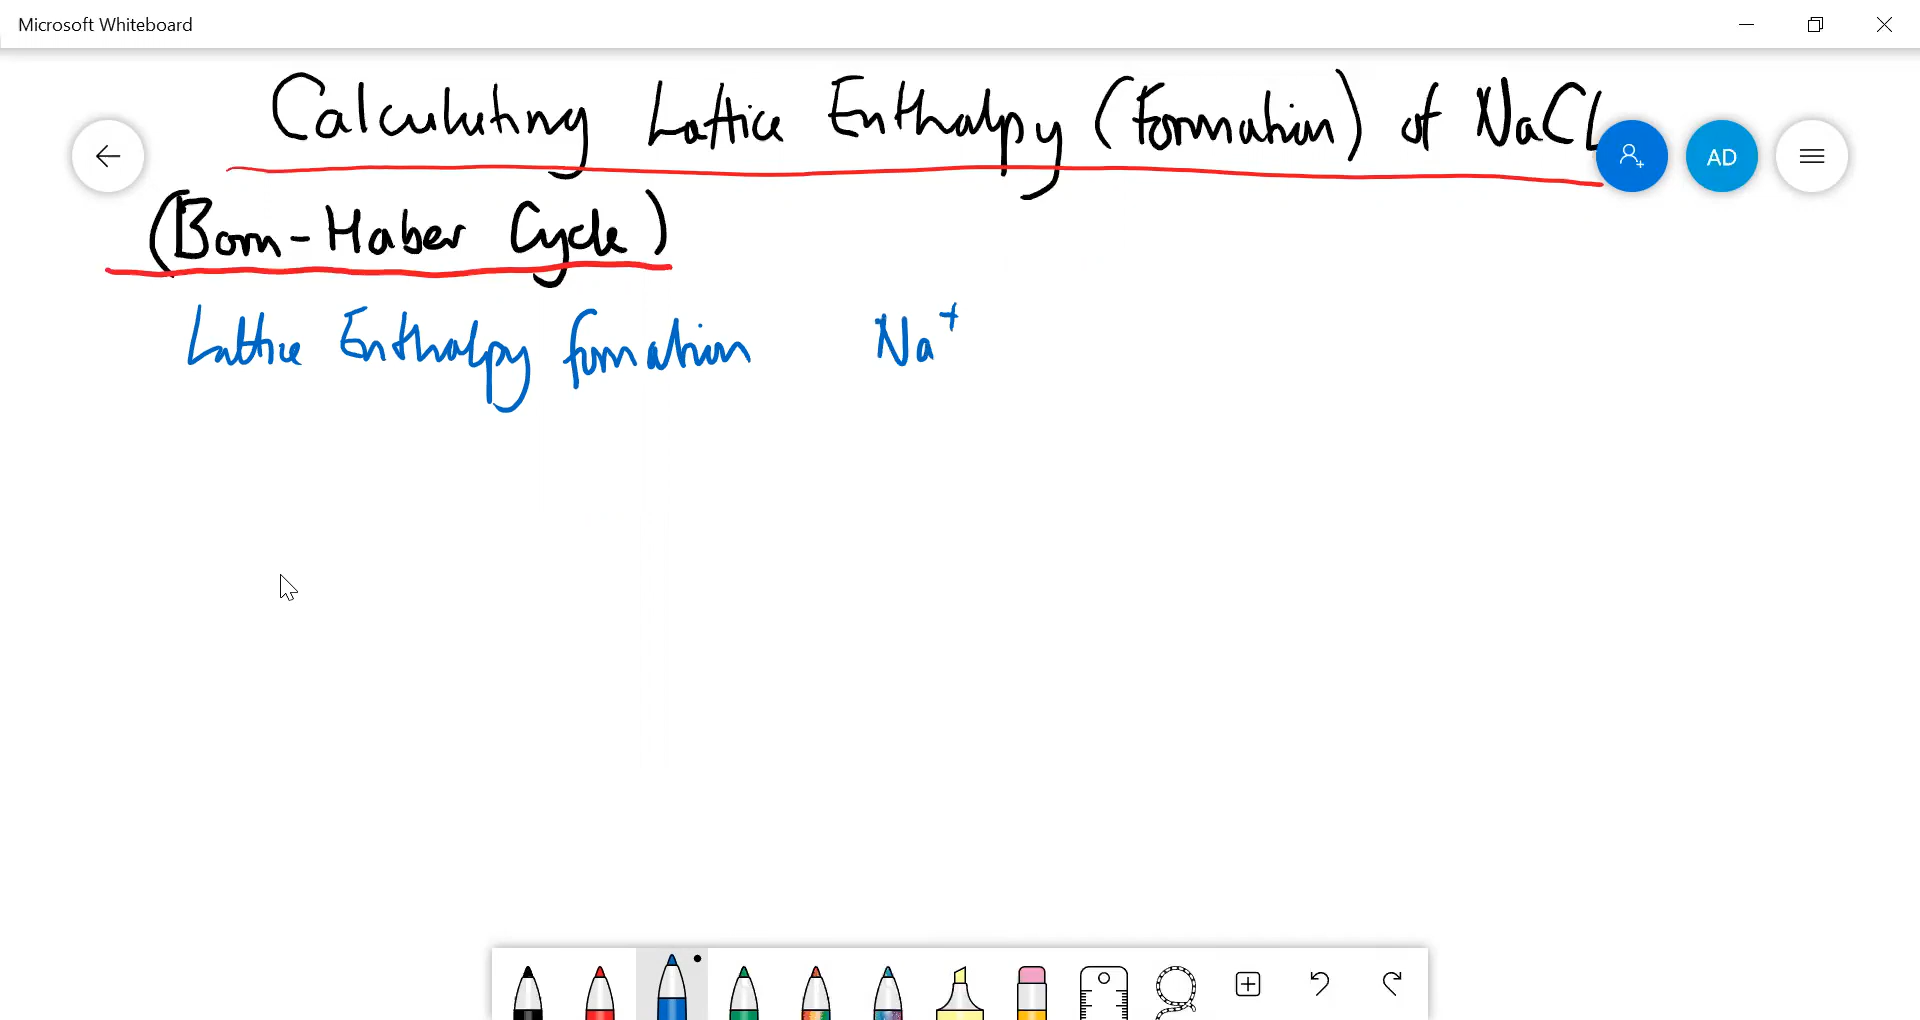 Microsoft Whiteboard
Calculating Lattice Enthalpy (Formation) of NaCl
(Born-Haber Cycle)
AD
Lattice Enthalpy formation Na⁺